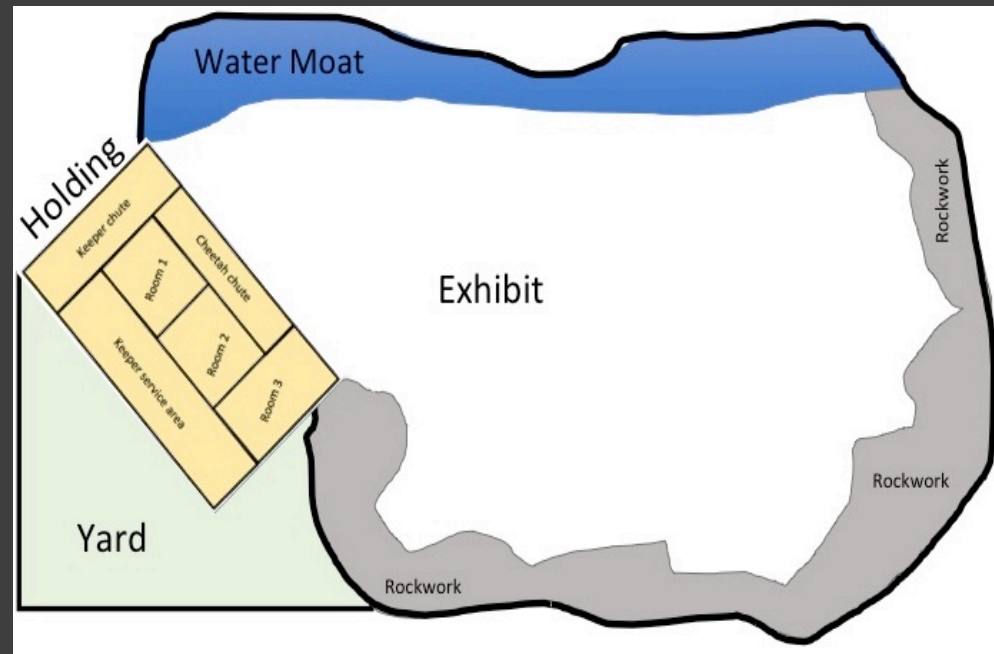 Water Moat
Holding
Keeper chute
Cheetah chute
Room 1
Room 2
Room 3
Keeper service area
Exhibit
Rockwork
Rockwork
Yard
Rockwork